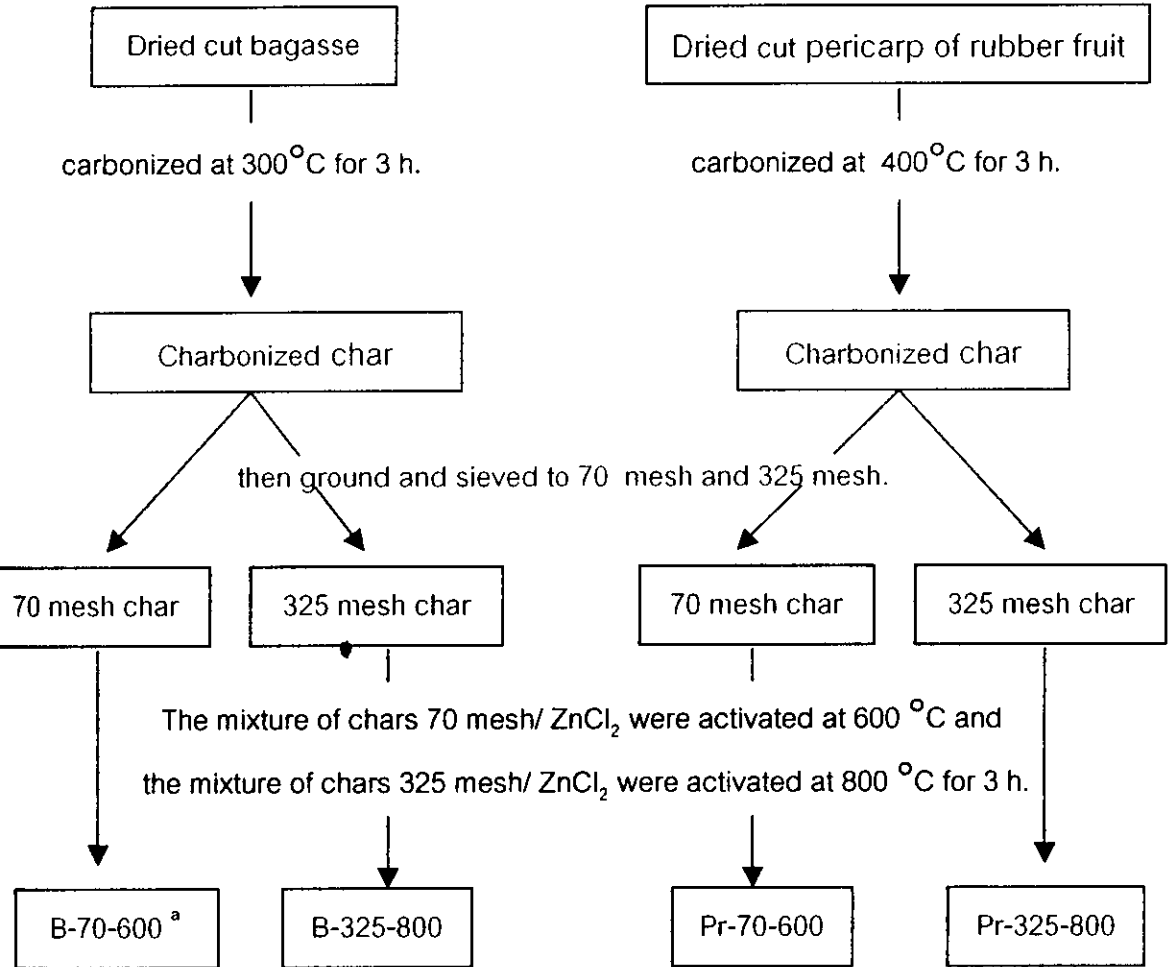 Dried cut bagasse
Dried cut pericarp of rubber fruit
carbonized at 300°C for 3 h.
carbonized at 400°C for 3 h.
Charbonized char
Charbonized char
then ground and sieved to 70 mesh and 325 mesh.
70 mesh char
325 mesh char
70 mesh char
325 mesh char
The mixture of chars 70 mesh/ ZnCl₂ were activated at 600 °C and
the mixture of chars 325 mesh/ ZnCl₂ were activated at 800 °C for 3 h.
B-70-600 ᵃ
B-325-800
Pr-70-600
Pr-325-800